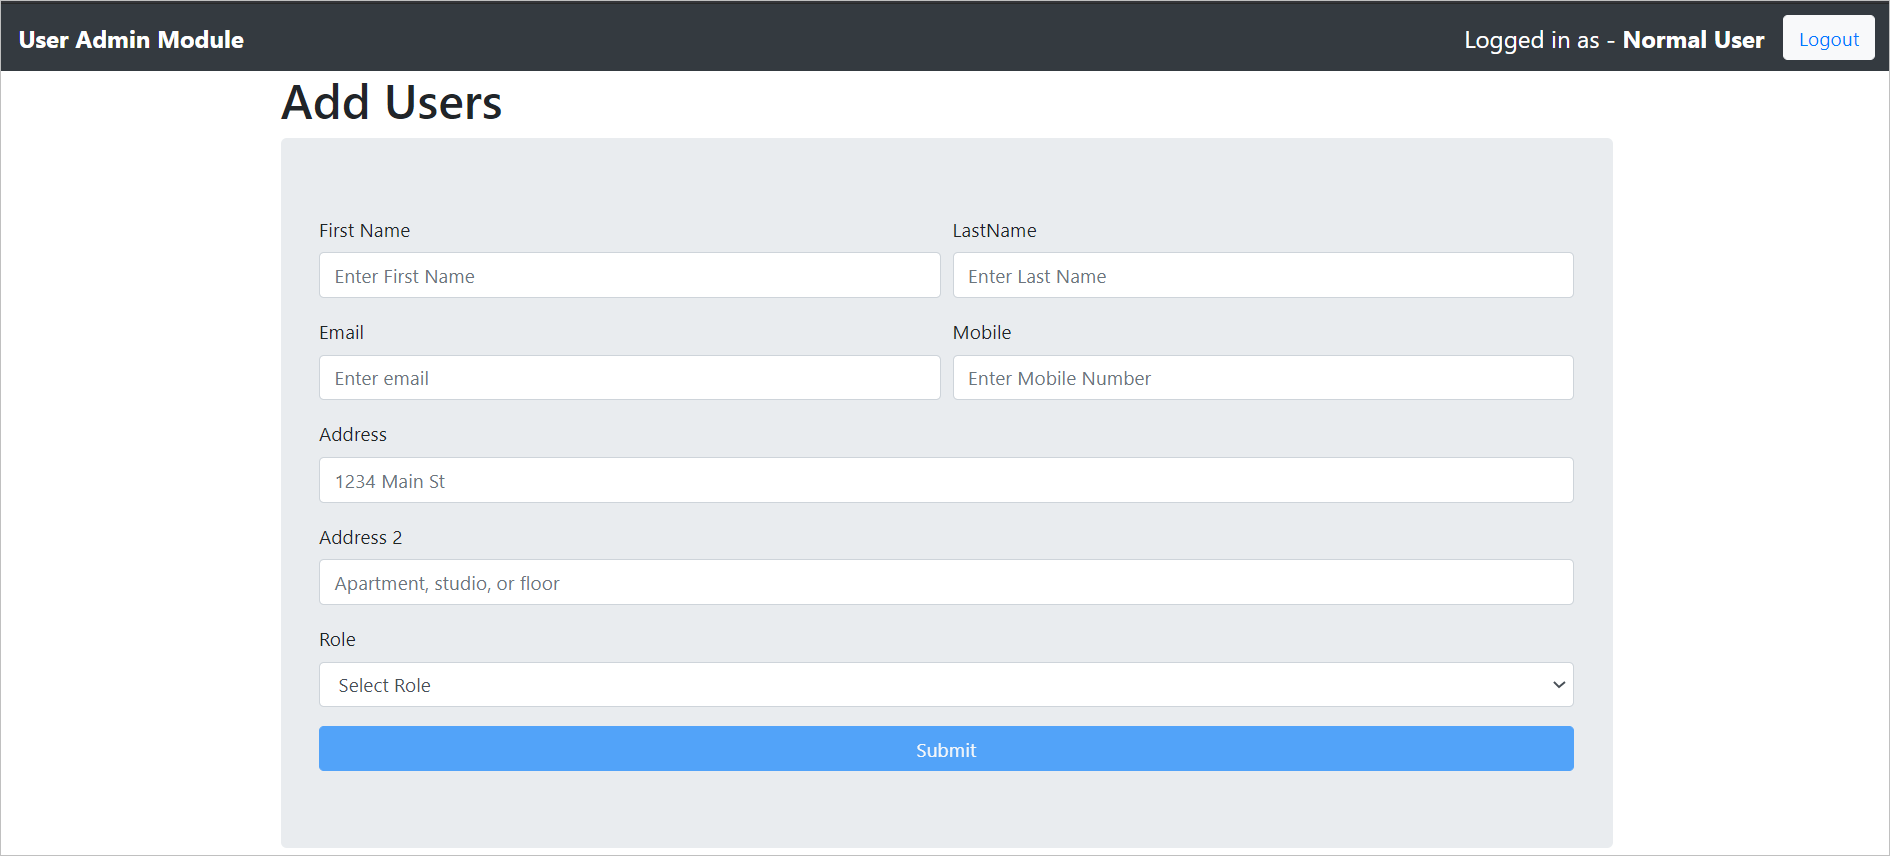 User Admin Module
Logged in as - Normal User
Logout
Add Users
First Name
LastName
Enter First Name
Enter Last Name
Email
Mobile
Enter email
Enter Mobile Number
Address
1234 Main St
Address 2
Apartment, studio, or floor
Role
Select Role
Submit